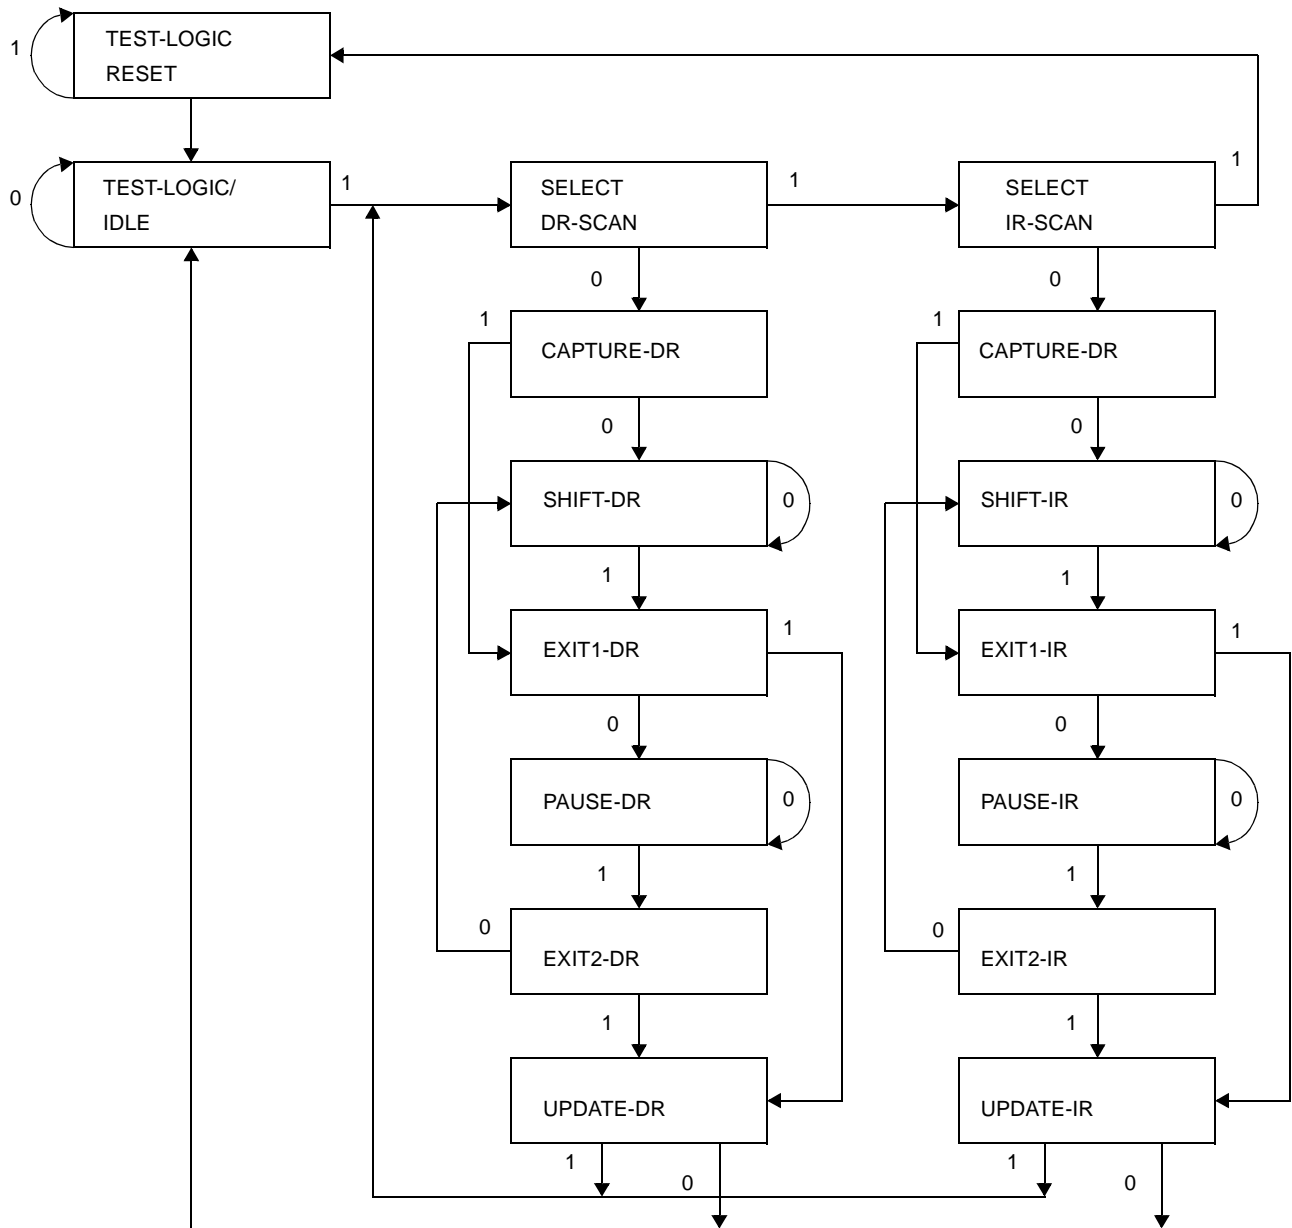 1
TEST-LOGIC
RESET
0
TEST-LOGIC/
IDLE
1
SELECT
DR-SCAN
1
SELECT
IR-SCAN
1
0
0
1
CAPTURE-DR
1
CAPTURE-DR
0
0
SHIFT-DR
0
SHIFT-IR
0
1
1
EXIT1-DR
1
EXIT1-IR
1
0
0
PAUSE-DR
0
PAUSE-IR
0
1
1
0
EXIT2-DR
0
EXIT2-IR
1
1
UPDATE-DR
UPDATE-IR
1
0
1
0